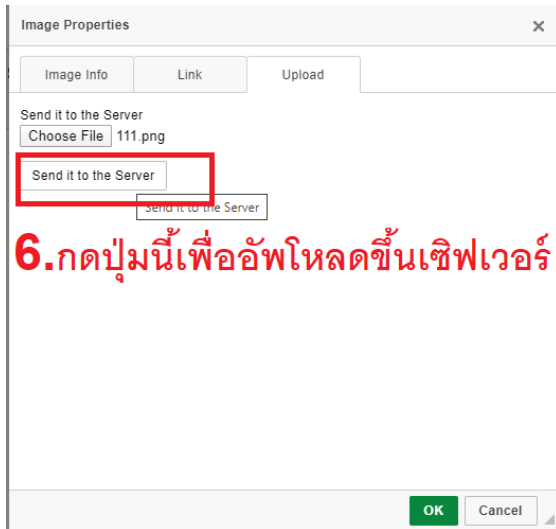 Image Properties ×
Image Info Link Upload
Send it to the Server
Choose File 111.png
Send it to the Server
Send it to the Server
6.กดปุ่มนี้เพื่ออัพโหลดขึ้นเซิฟเวอร์
OK Cancel